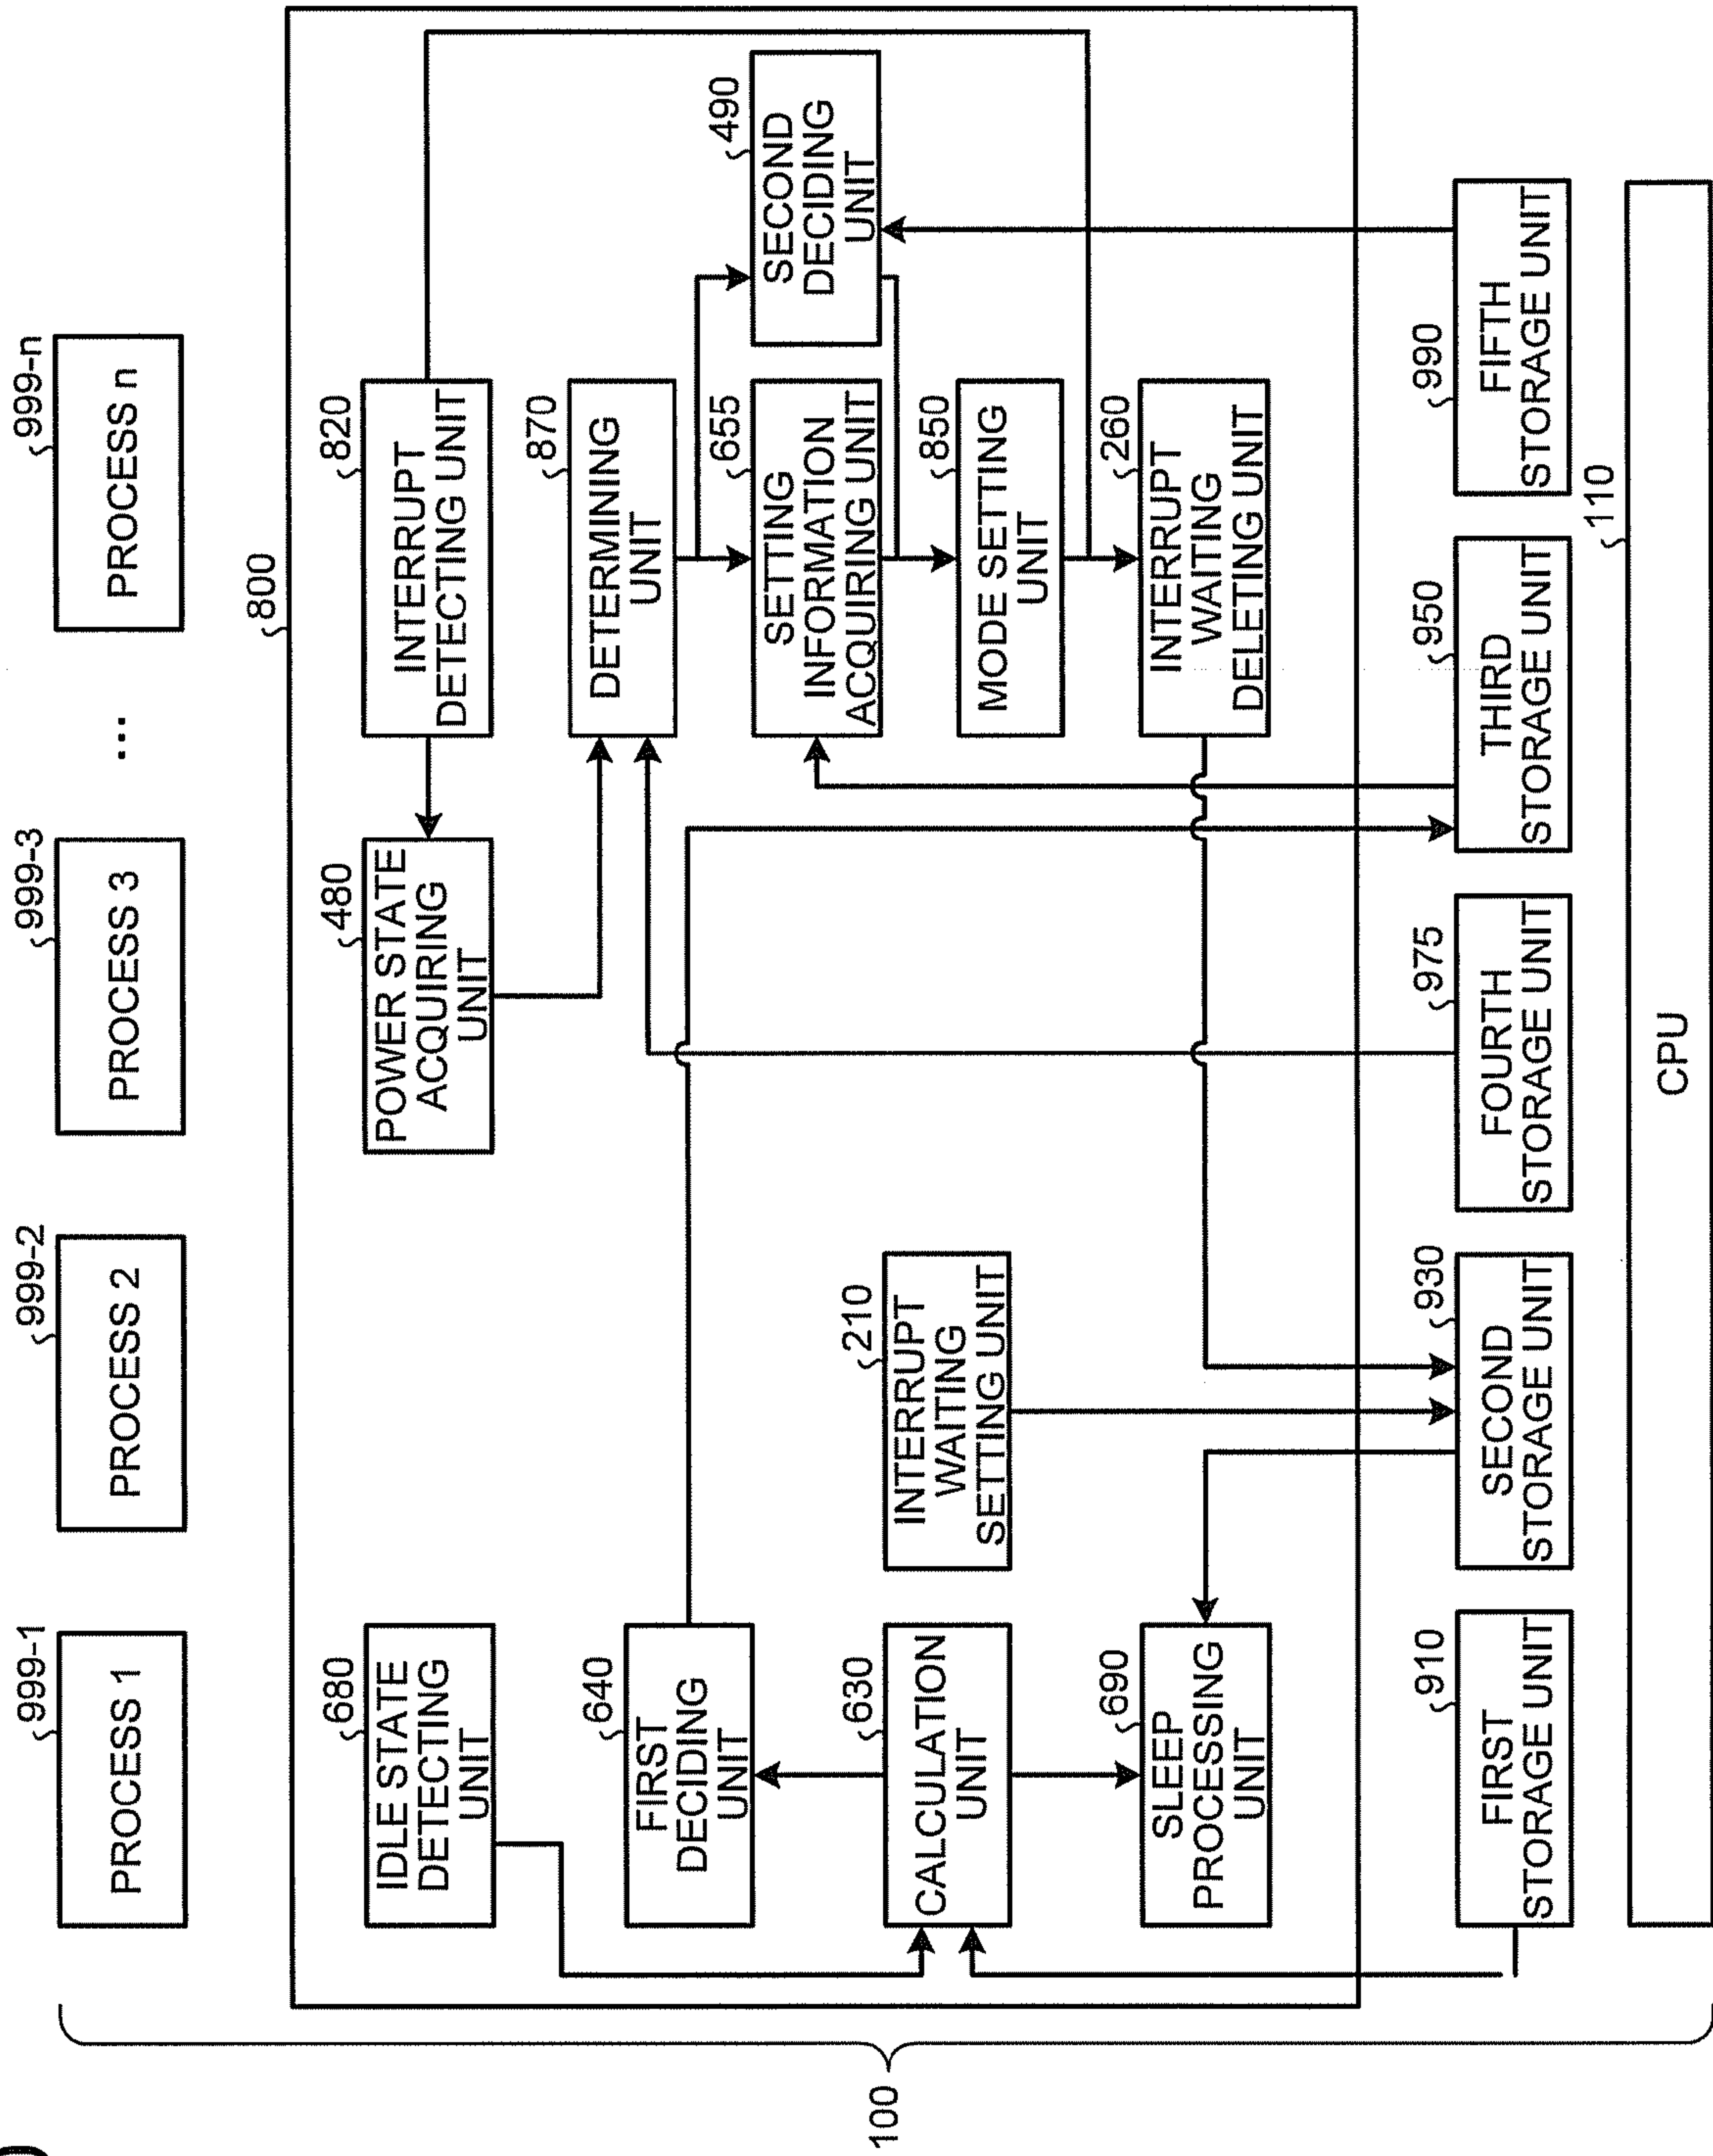 999-1
PROCESS 1
999-2
PROCESS 2
999-3
PROCESS 3
...
999-n
PROCESS n
800
680
IDLE STATE
DETECTING
UNIT
480
POWER STATE
ACQUIRING
UNIT
820
INTERRUPT
DETECTING UNIT
640
FIRST
DECIDING
UNIT
870
DETERMINING
UNIT
630
CALCULATION
UNIT
210
INTERRUPT
WAITING
SETTING UNIT
655
SETTING
INFORMATION
ACQUIRING UNIT
490
SECOND
DECIDING
UNIT
850
MODE SETTING
UNIT
690
SLEEP
PROCESSING
UNIT
260
INTERRUPT
WAITING
DELETING UNIT
910
FIRST
STORAGE UNIT
930
SECOND
STORAGE UNIT
975
FOURTH
STORAGE UNIT
950
THIRD
STORAGE UNIT
990
FIFTH
STORAGE UNIT
110
CPU
100